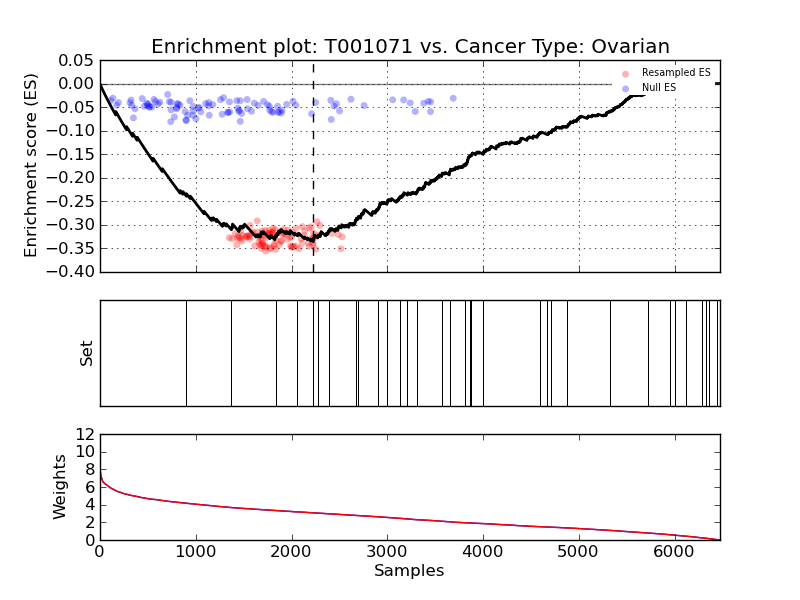 Enrichment plot: T001071 vs. Cancer Type: Ovarian
Enrichment score (ES)
0.05
0.00
−0.05
−0.10
−0.15
−0.20
−0.25
−0.30
−0.35
−0.40
Resampled ES
Null ES
Set
Weights
12
10
8
6
4
2
0
0 1000 2000 3000 4000 5000 6000
Samples